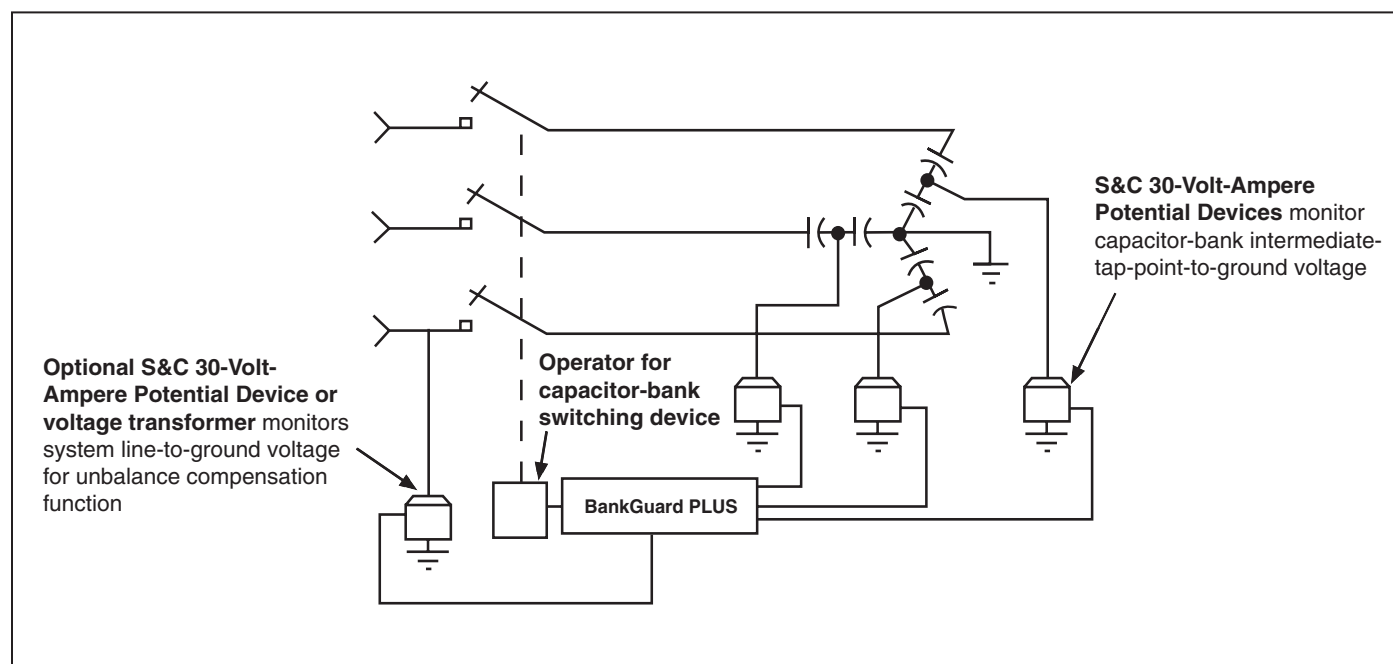 S&C 30-Volt-Ampere
Potential Devices monitor
capacitor-bank intermediate-
tap-point-to-ground voltage
Optional S&C 30-Volt-
Ampere Potential Device or
voltage transformer monitors
system line-to-ground voltage
for unbalance compensation
function
Operator for
capacitor-bank
switching device
BankGuard PLUS